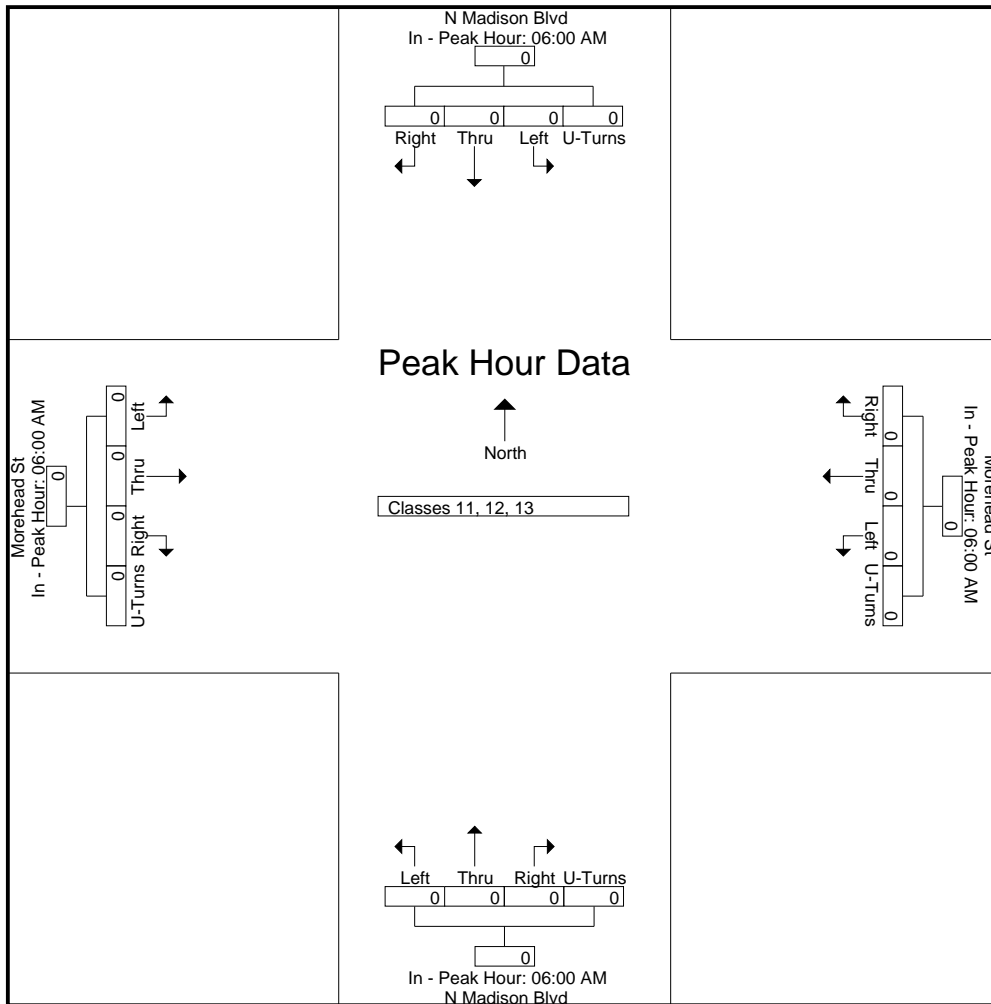 N Madison Blvd
In - Peak Hour: 06:00 AM
0
0 0 0 0
Right Thru Left U-Turns
Peak Hour Data
North
Classes 11, 12, 13
Morehead St
In - Peak Hour: 06:00 AM
0
0 0 0 0
Left Thru Right U-Turns
Morehead St
In - Peak Hour: 06:00 AM
0
0 0 0 0
Right Thru Left U-Turns
Left Thru Right U-Turns
0 0 0 0
0
In - Peak Hour: 06:00 AM
N Madison Blvd